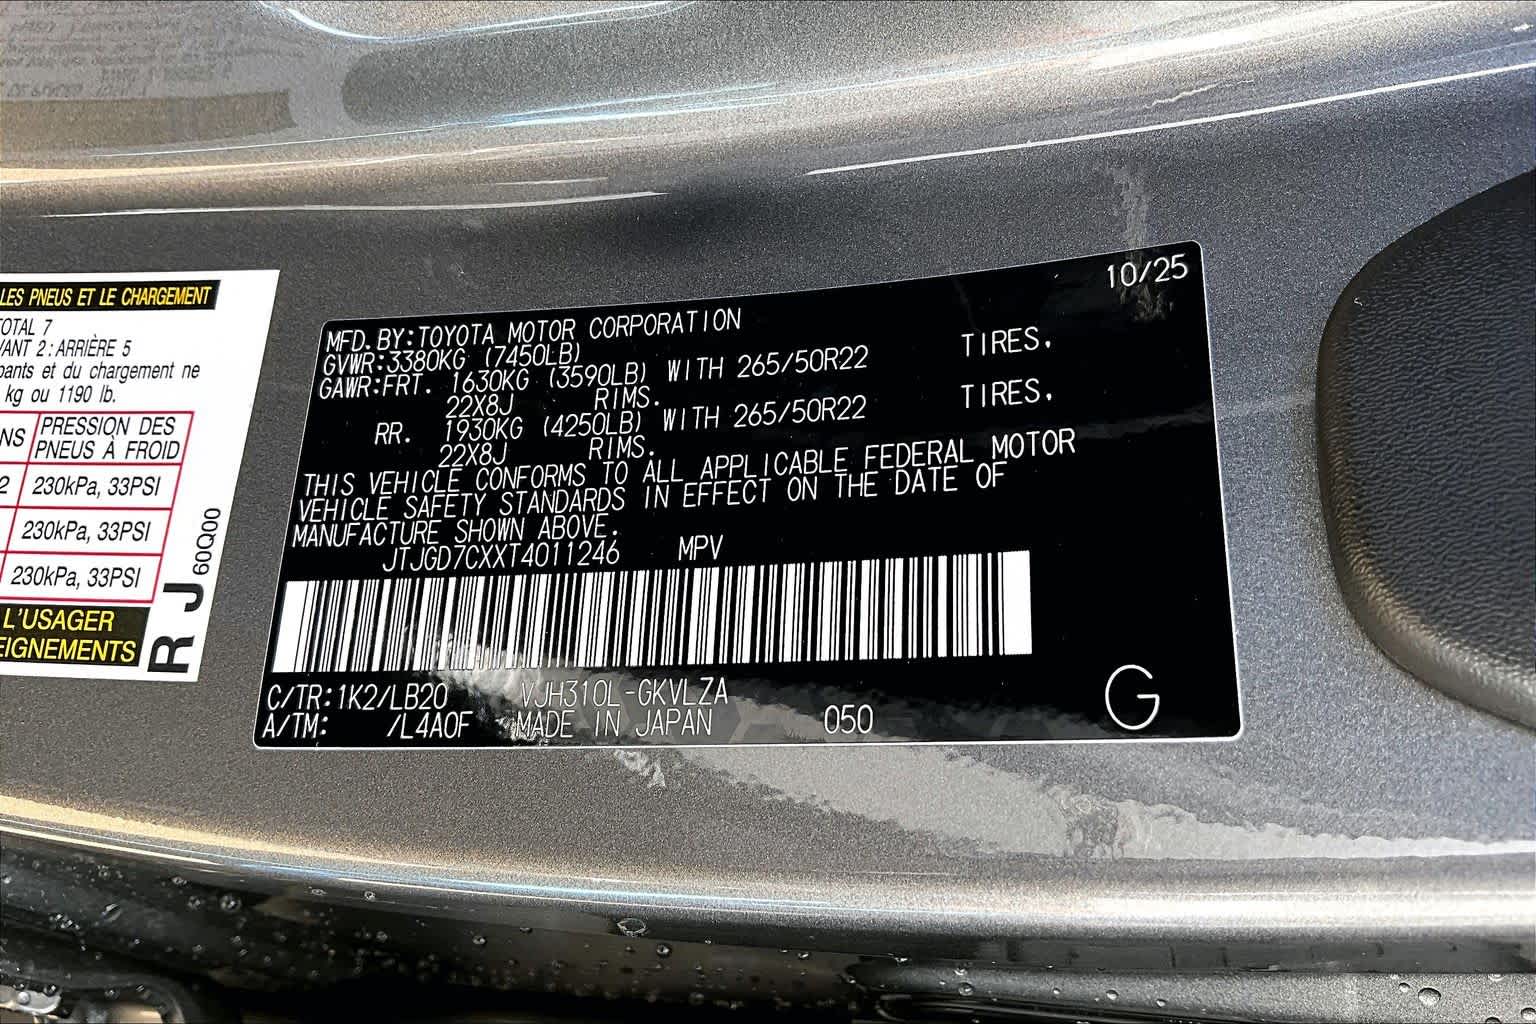 LES PNEUS ET LE CHARGEMENT
TOTAL 7
VANT 2 : ARRIÈRE 5
pants et du chargement ne
kg ou 1190 lb.
NS PRESSION DES
PNEUS À FROID
2 230kPa, 33PSI
230kPa, 33PSI
230kPa, 33PSI
L'USAGER
EIGNEMENTS
RJ
60Q00
10/25
MFD. BY: TOYOTA MOTOR CORPORATION
GVWR: 3380KG (7450LB)
GAWR: FRT. 1630KG (3590LB) WITH 265/50R22 TIRES,
22X8J RIMS.
RR. 1930KG (4250LB) WITH 265/50R22 TIRES,
22X8J RIMS.
THIS VEHICLE CONFORMS TO ALL APPLICABLE FEDERAL MOTOR
VEHICLE SAFETY STANDARDS IN EFFECT ON THE DATE OF
MANUFACTURE SHOWN ABOVE.
JTJGD7CXXT4011246 MPV
C/TR: 1K2/LB20 VJH310L-GKVLZA
A/TM: /L4A0F MADE IN JAPAN 050
G